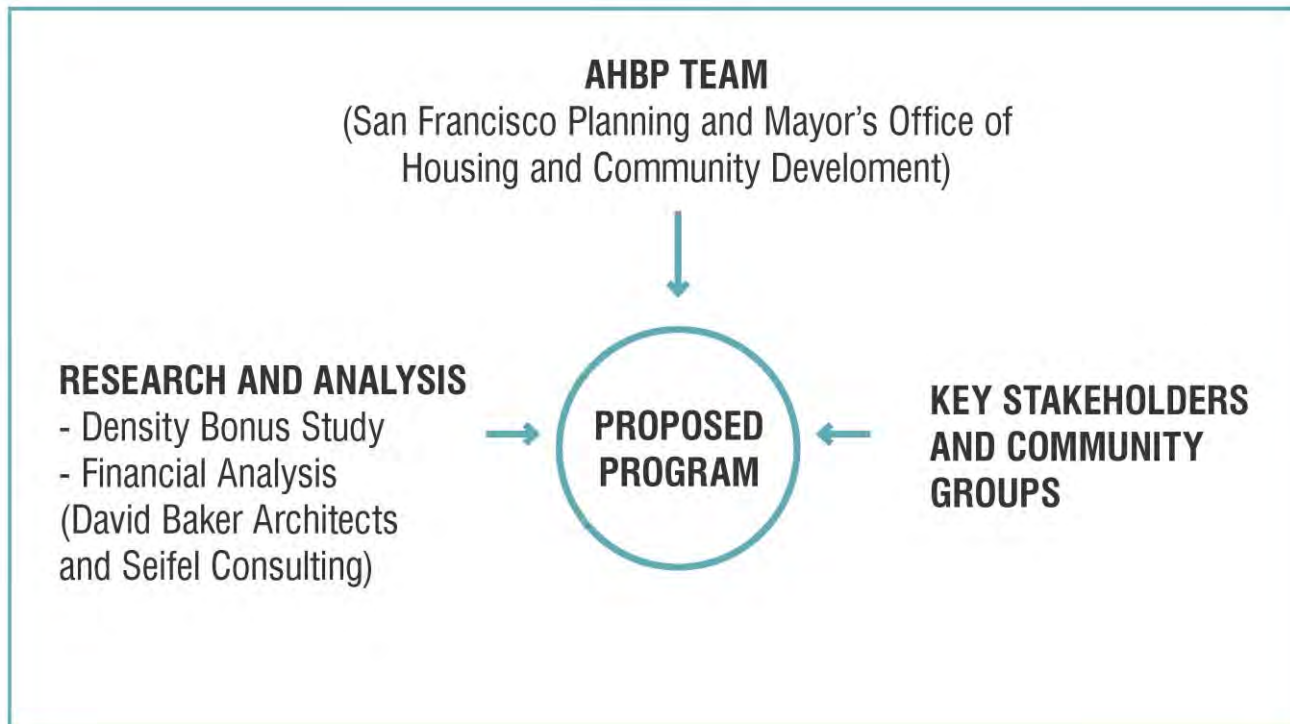 AHBP TEAM
(San Francisco Planning and Mayor's Office of
Housing and Community Develoment)
RESEARCH AND ANALYSIS
- Density Bonus Study
- Financial Analysis
(David Baker Architects
and Seifel Consulting)
PROPOSED
PROGRAM
KEY STAKEHOLDERS
AND COMMUNITY
GROUPS